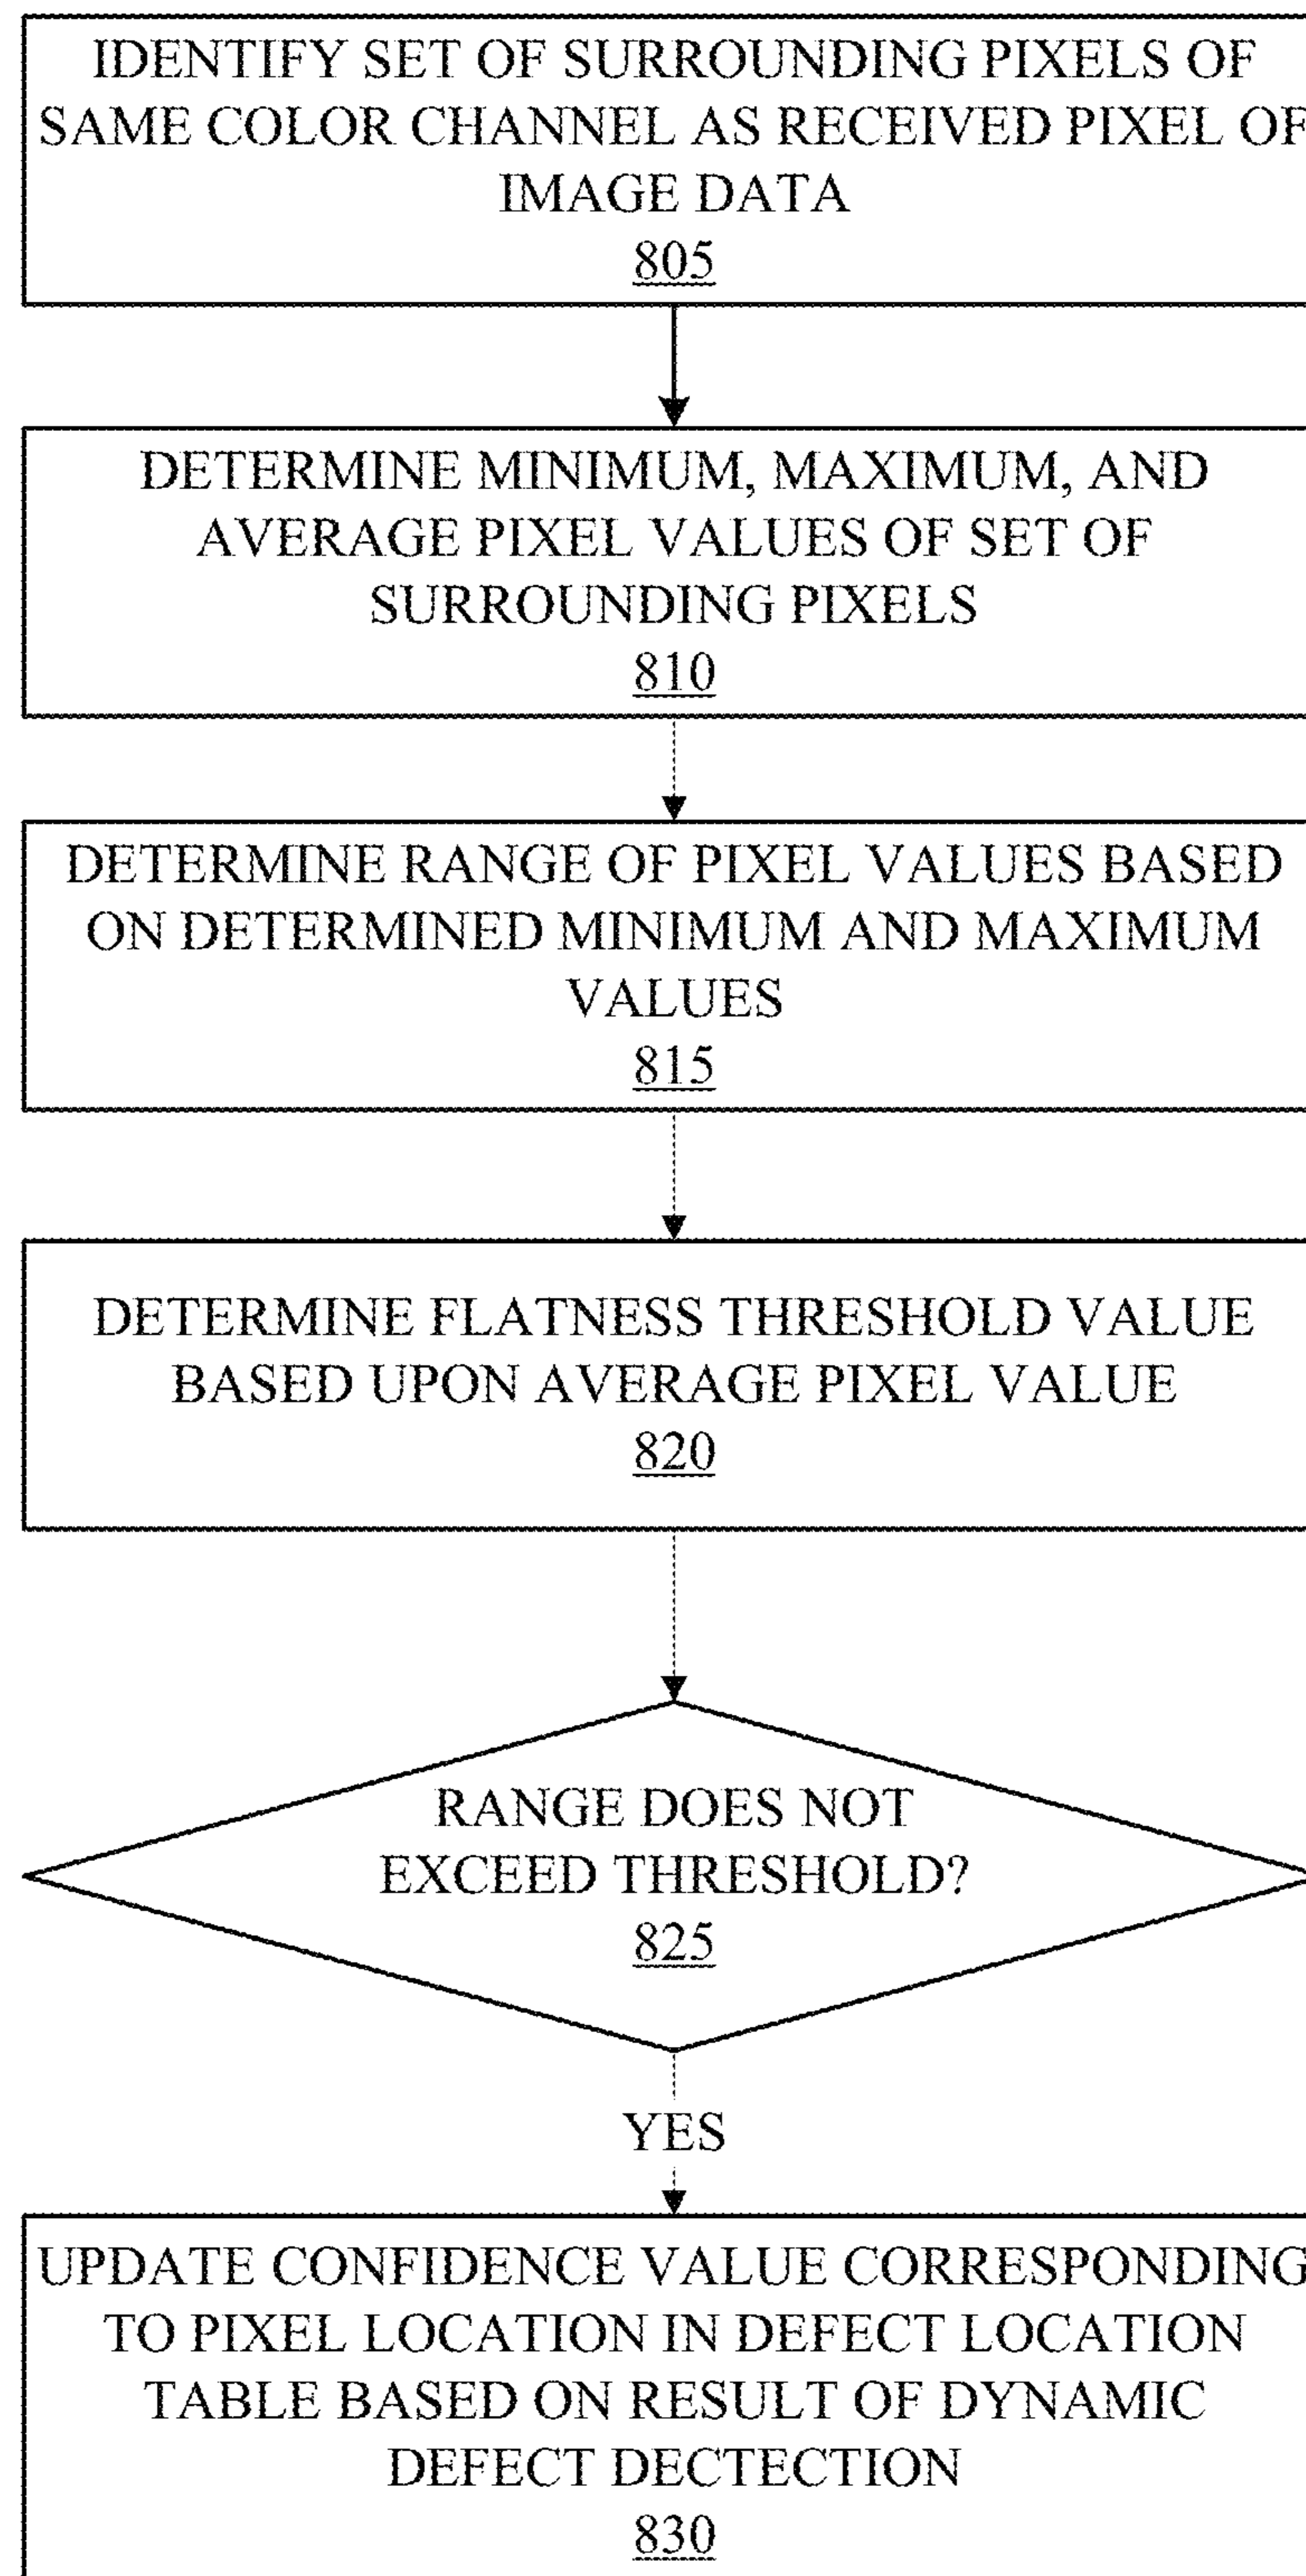 IDENTIFY SET OF SURROUNDING PIXELS OF
SAME COLOR CHANNEL AS RECEIVED PIXEL OF
IMAGE DATA
805
DETERMINE MINIMUM, MAXIMUM, AND
AVERAGE PIXEL VALUES OF SET OF
SURROUNDING PIXELS
810
DETERMINE RANGE OF PIXEL VALUES BASED
ON DETERMINED MINIMUM AND MAXIMUM
VALUES
815
DETERMINE FLATNESS THRESHOLD VALUE
BASED UPON AVERAGE PIXEL VALUE
820
RANGE DOES NOT
EXCEED THRESHOLD?
825
YES
UPDATE CONFIDENCE VALUE CORRESPONDING
TO PIXEL LOCATION IN DEFECT LOCATION
TABLE BASED ON RESULT OF DYNAMIC
DEFECT DECTECTION
830